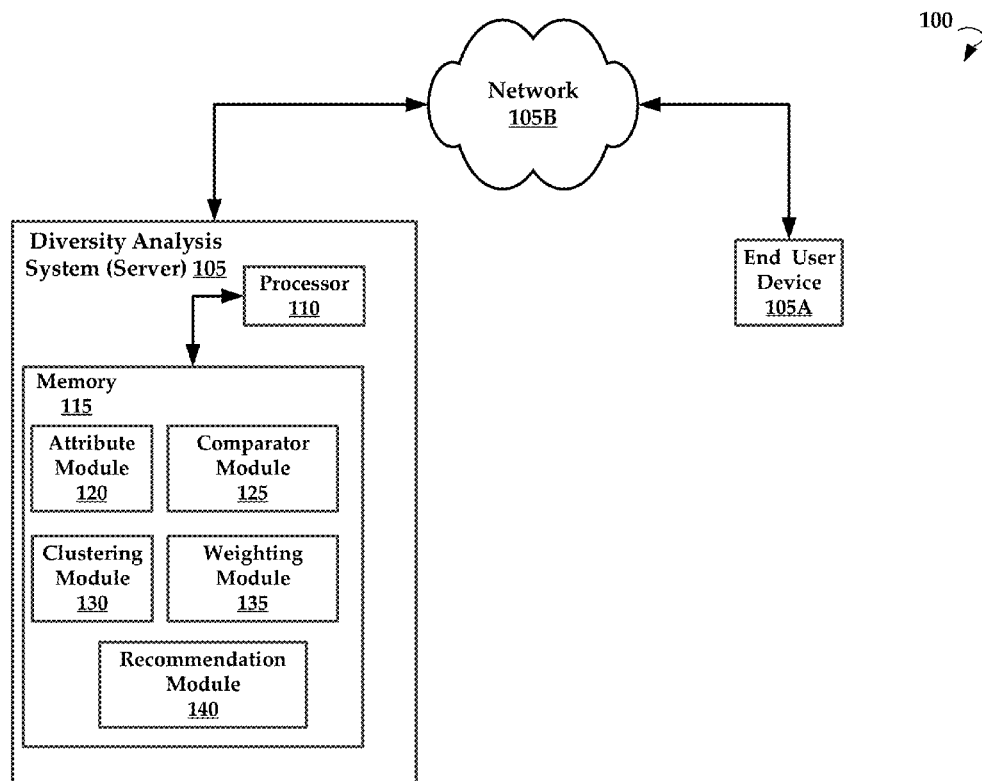 100
Network
105B
Diversity Analysis
System (Server) 105
Processor
110
End User
Device
105A
Memory
115
Attribute
Module
120
Comparator
Module
125
Clustering
Module
130
Weighting
Module
135
Recommendation
Module
140